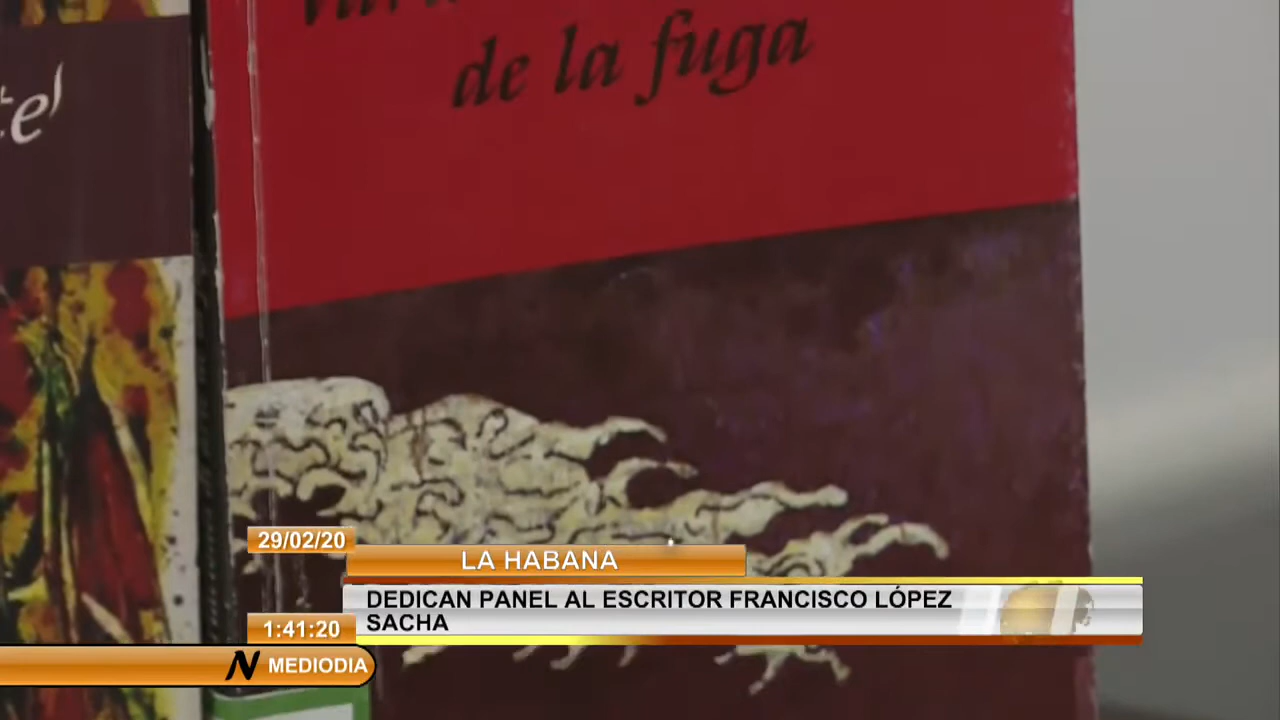 de la fuga
29/02/20
LA HABANA
DEDICAN PANEL AL ESCRITOR FRANCISCO LÓPEZ
SACHA
1:41:20
N MEDIODIA